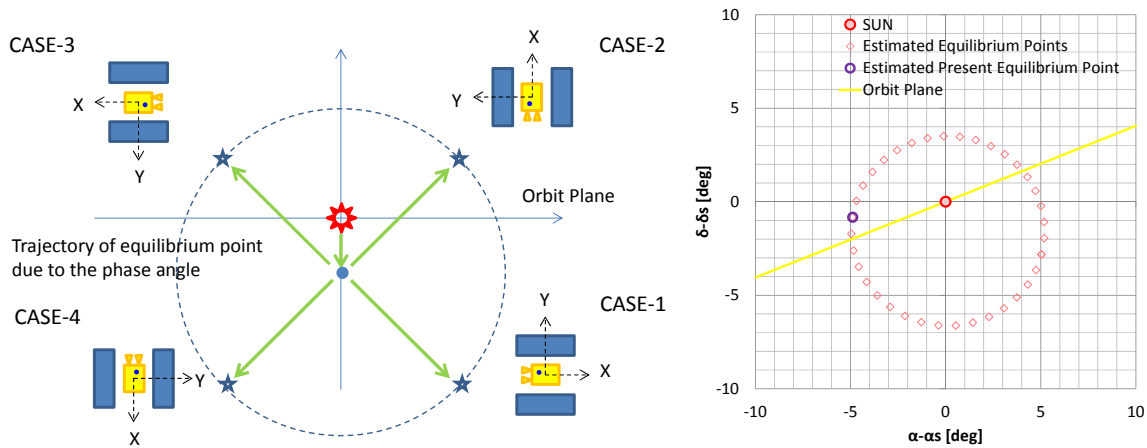 CASE-3
CASE-2
X
Y
X
Y
Orbit Plane
Trajectory of equilibrium point
due to the phase angle
CASE-4
CASE-1
Y
X
Y
X
10
5
0
-5
-10
-10
-5
0
5
10
δ-δs [deg]
α-αs [deg]
SUN
Estimated Equilibrium Points
Estimated Present Equilibrium Point
Orbit Plane